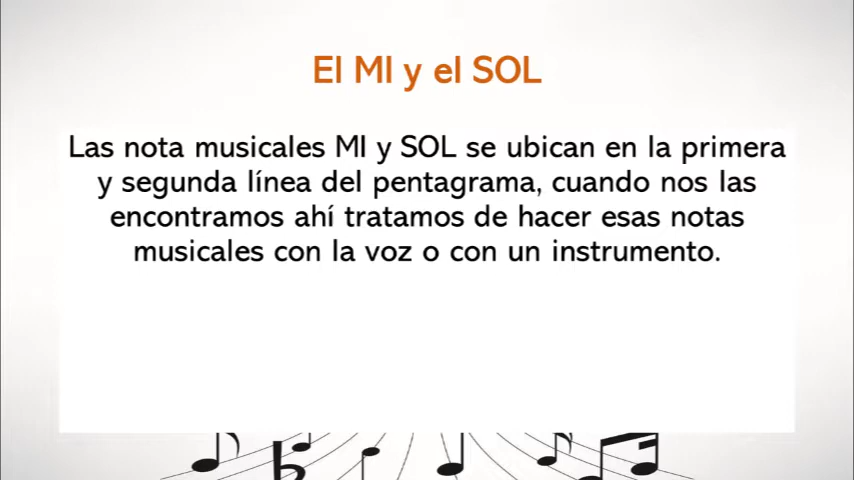 El MI y el SOL
Las nota musicales MI y SOL se ubican en la primera
y segunda línea del pentagrama, cuando nos las
encontramos ahí tratamos de hacer esas notas
musicales con la voz o con un instrumento.